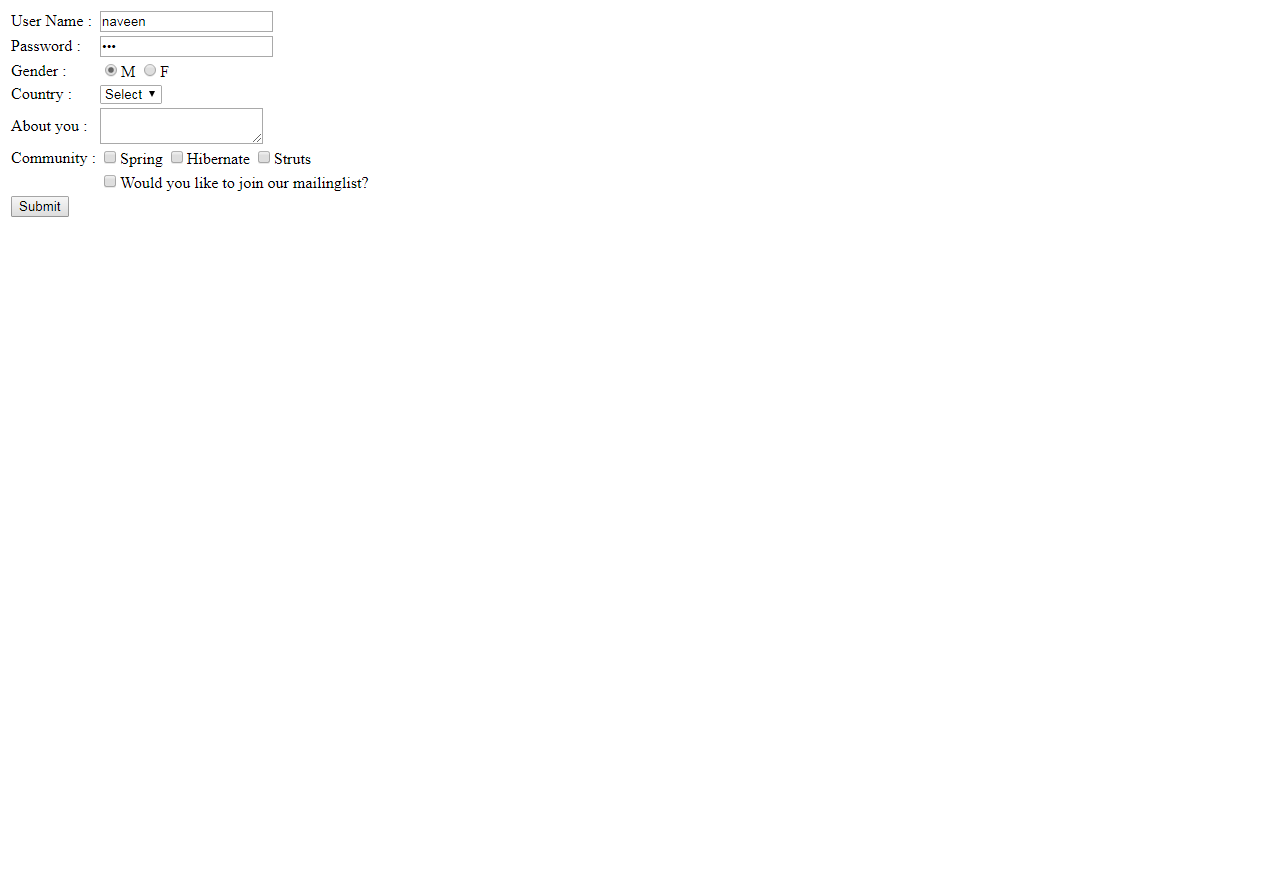 User Name : naveen
Password : •••
Gender : M F
Country : Select
About you :
Community : Spring Hibernate Struts
Would you like to join our mailinglist?
Submit